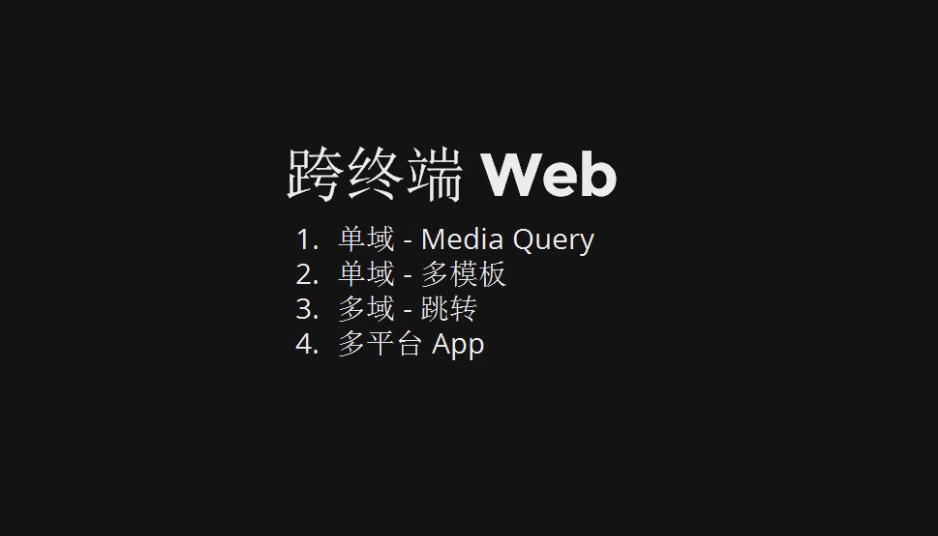 跨终端 Web
1. 单域 - Media Query
2. 单域 - 多模板
3. 多域 - 跳转
4. 多平台 App